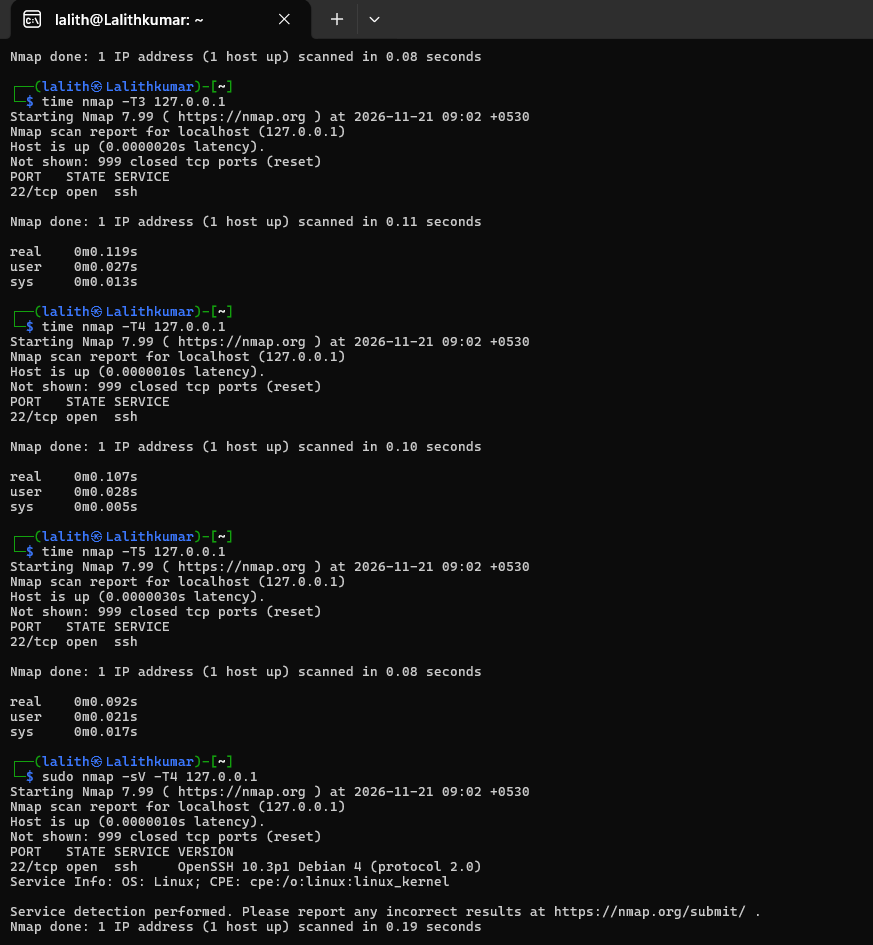 lalith@Lalithkumar: ~
Nmap done: 1 IP address (1 host up) scanned in 0.08 seconds
┌──(lalith㉿Lalithkumar)-[~]
└─$ time nmap -T3 127.0.0.1
Starting Nmap 7.99 ( https://nmap.org ) at 2026-11-21 09:02 +0530
Nmap scan report for localhost (127.0.0.1)
Host is up (0.0000020s latency).
Not shown: 999 closed tcp ports (reset)
PORT   STATE SERVICE
22/tcp open  ssh
Nmap done: 1 IP address (1 host up) scanned in 0.11 seconds
real    0m0.119s
user    0m0.027s
sys     0m0.013s
┌──(lalith㉿Lalithkumar)-[~]
└─$ time nmap -T4 127.0.0.1
Starting Nmap 7.99 ( https://nmap.org ) at 2026-11-21 09:02 +0530
Nmap scan report for localhost (127.0.0.1)
Host is up (0.0000010s latency).
Not shown: 999 closed tcp ports (reset)
PORT   STATE SERVICE
22/tcp open  ssh
Nmap done: 1 IP address (1 host up) scanned in 0.10 seconds
real    0m0.107s
user    0m0.028s
sys     0m0.005s
┌──(lalith㉿Lalithkumar)-[~]
└─$ time nmap -T5 127.0.0.1
Starting Nmap 7.99 ( https://nmap.org ) at 2026-11-21 09:02 +0530
Nmap scan report for localhost (127.0.0.1)
Host is up (0.0000030s latency).
Not shown: 999 closed tcp ports (reset)
PORT   STATE SERVICE
22/tcp open  ssh
Nmap done: 1 IP address (1 host up) scanned in 0.08 seconds
real    0m0.092s
user    0m0.021s
sys     0m0.017s
┌──(lalith㉿Lalithkumar)-[~]
└─$ sudo nmap -sV -T4 127.0.0.1
Starting Nmap 7.99 ( https://nmap.org ) at 2026-11-21 09:02 +0530
Nmap scan report for localhost (127.0.0.1)
Host is up (0.0000010s latency).
Not shown: 999 closed tcp ports (reset)
PORT   STATE SERVICE VERSION
22/tcp open  ssh     OpenSSH 10.3p1 Debian 4 (protocol 2.0)
Service Info: OS: Linux; CPE: cpe:/o:linux:linux_kernel
Service detection performed. Please report any incorrect results at https://nmap.org/submit/ .
Nmap done: 1 IP address (1 host up) scanned in 0.19 seconds